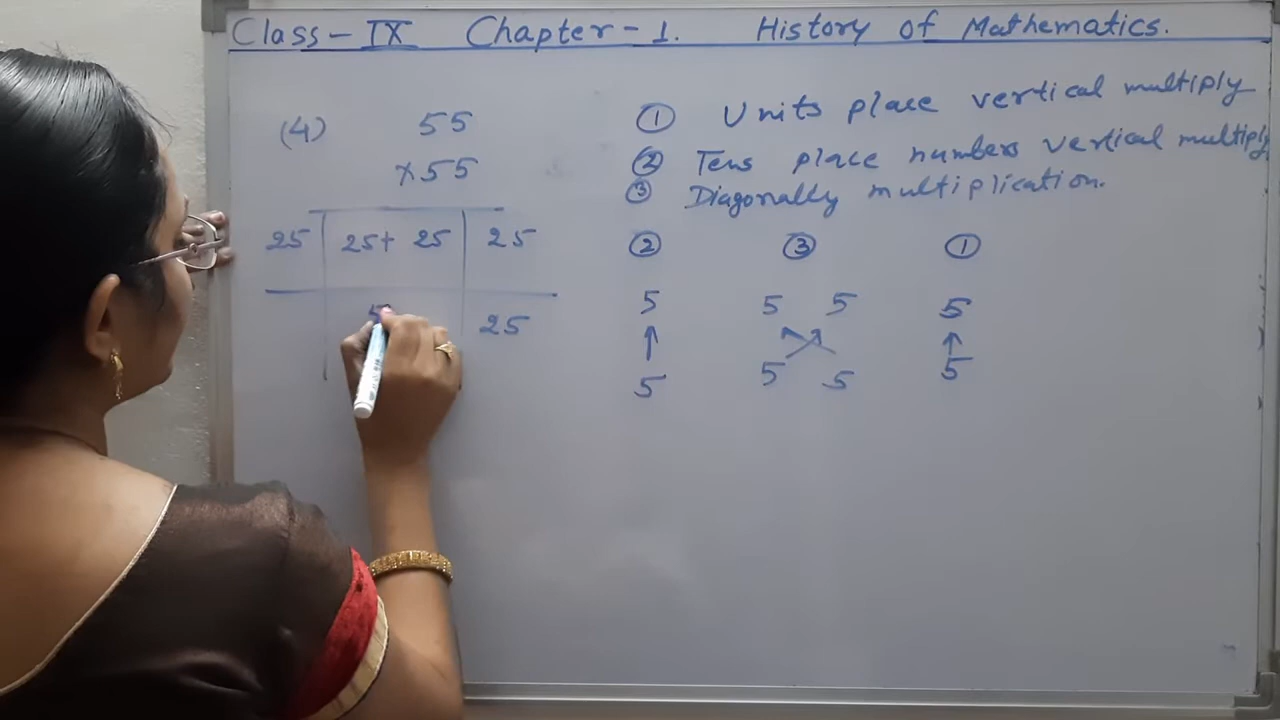 Class-IX Chapter-1. History of Mathematics.
(4) 55
×55
25 25+ 25 25
5 25
① Units place vertical multiply
② Tens place numbers vertical multiply
③ Diagonally multiplication.
② ③ ①
5 5 5 5
5 5 5 5